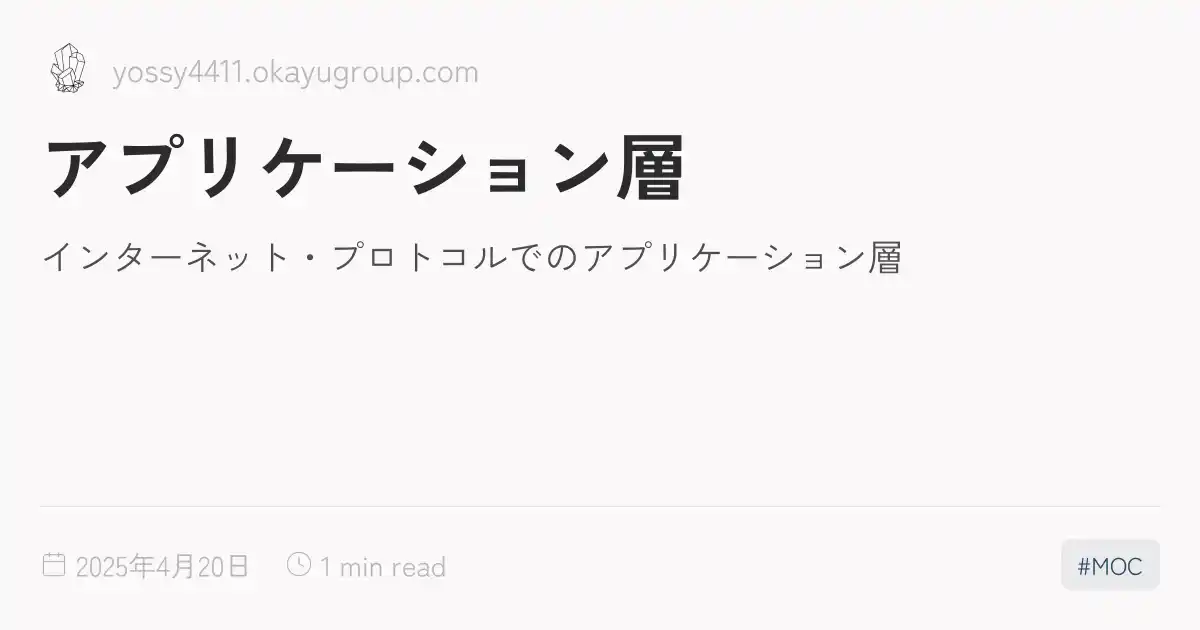 yossy4411.okayugroup.com
アプリケーション層
インターネット・プロトコルでのアプリケーション層
2025年4月20日 1 min read
#MOC